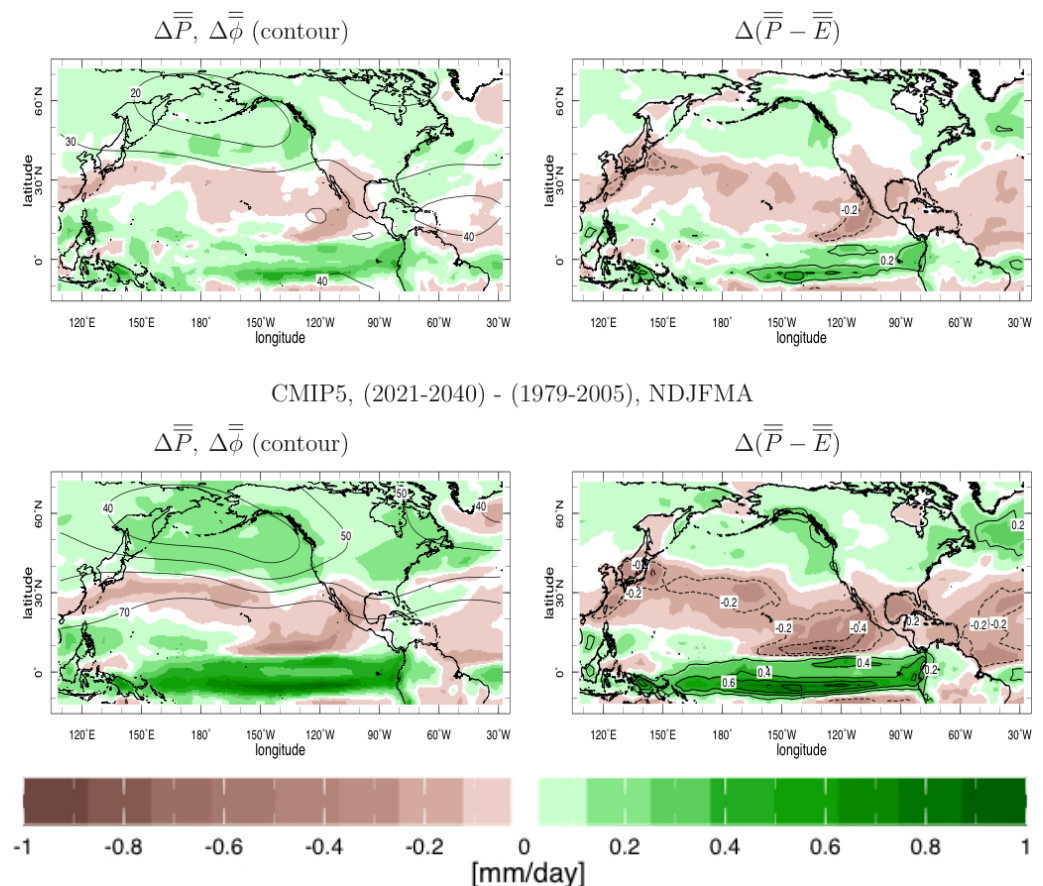 ΔP̿, Δφ̿ (contour)
Δ(P̿ − E̿)
20
30
40
40
60°N
30°N
0°
latitude
120°E 150°E 180° 150°W 120°W 90°W 60°W 30°W
longitude
-0.2
0.2
60°N
30°N
0°
latitude
120°E 150°E 180° 150°W 120°W 90°W 60°W 30°W
longitude
CMIP5, (2021-2040) - (1979-2005), NDJFMA
ΔP̿, Δφ̿ (contour)
Δ(P̿ − E̿)
40
50
50
40
70
60°N
30°N
0°
latitude
120°E 150°E 180° 150°W 120°W 90°W 60°W 30°W
longitude
0.2
-0.2
-0.2
-0.2
0.2
-0.2
-0.4
-0.2
-0.2
0.4
0.4
0.2
0.6
60°N
30°N
0°
latitude
120°E 150°E 180° 150°W 120°W 90°W 60°W 30°W
longitude
-1 -0.8 -0.6 -0.4 -0.2 0 0.2 0.4 0.6 0.8 1
[mm/day]